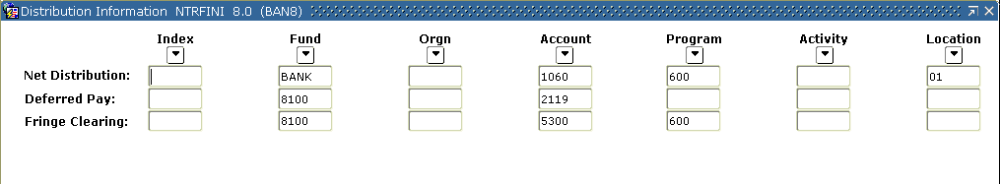 Distribution Information NTRFINI 8.0 (BAN8)
Index Fund Orgn Account Program Activity Location
Net Distribution: BANK 1060 600 01
Deferred Pay: 8100 2119
Fringe Clearing: 8100 5300 600